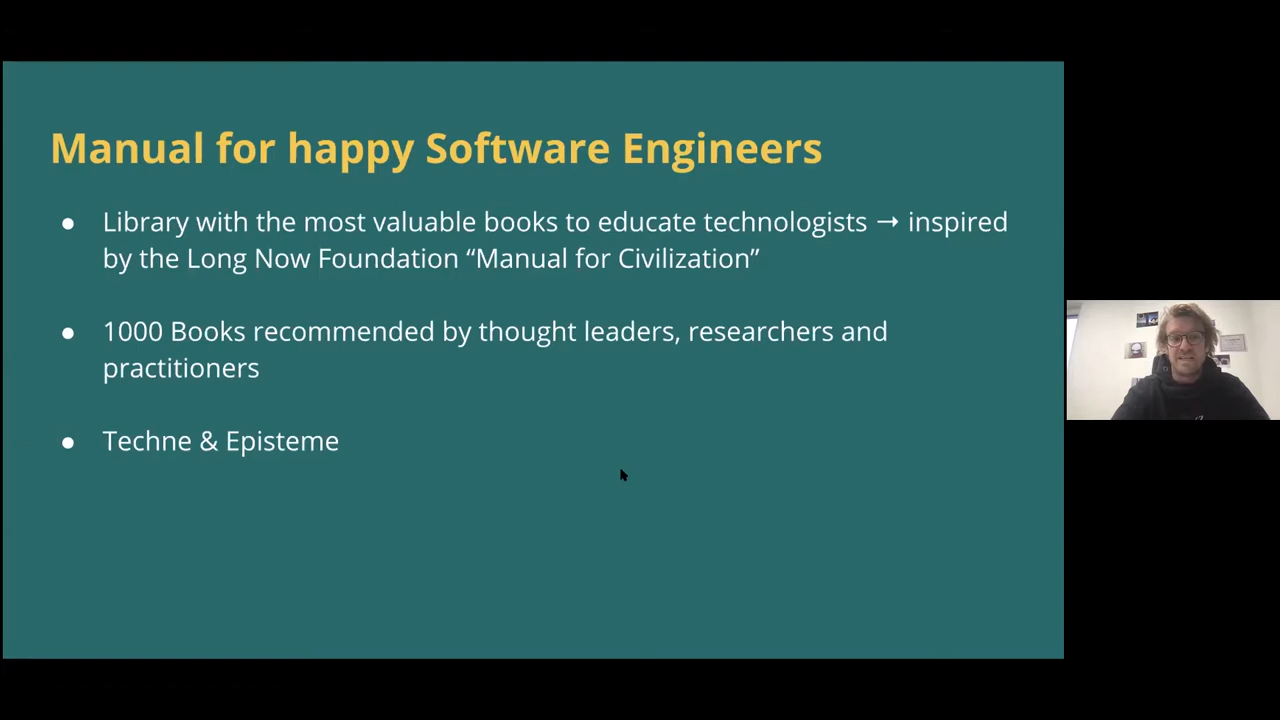 Manual for happy Software Engineers
● Library with the most valuable books to educate technologists → inspired
by the Long Now Foundation “Manual for Civilization”
● 1000 Books recommended by thought leaders, researchers and
practitioners
● Techne & Episteme